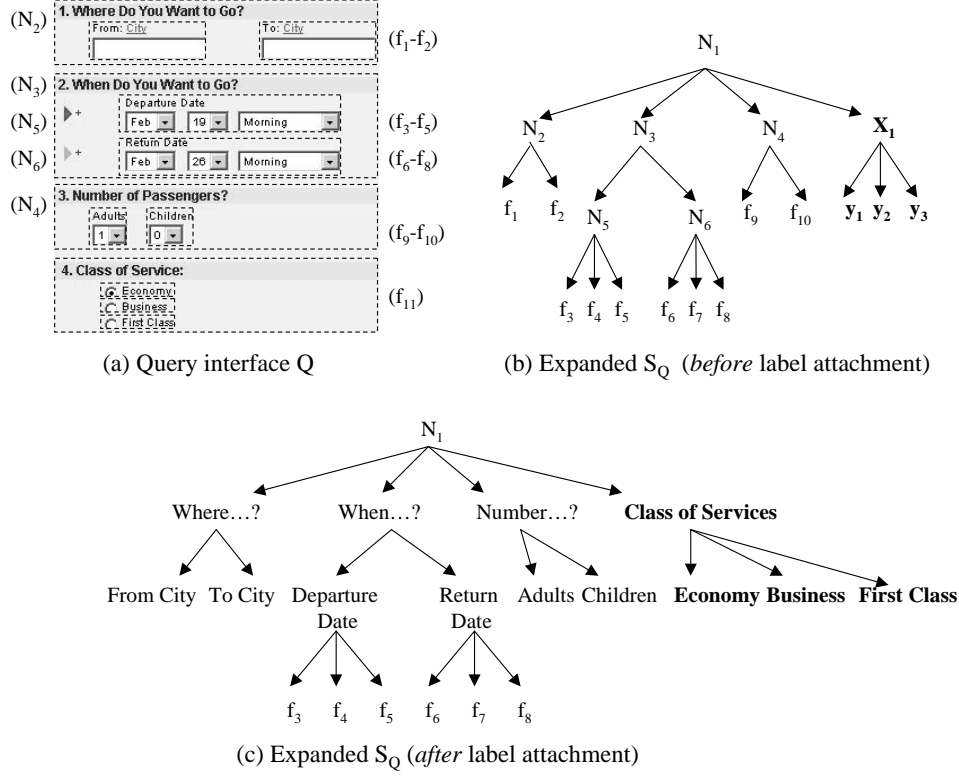 (N2)
1. Where Do You Want to Go?
From: City
To: City
(f1-f2)
(N3)
2. When Do You Want to Go?
(N5)
Departure Date
+
Feb 19 Morning
(f3-f5)
(N6)
Return Date
+
Feb 26 Morning
(f6-f8)
(N4)
3. Number of Passengers?
Adults Children
1 0
(f9-f10)
4. Class of Service:
Economy
Business
First Class
(f11)
(a) Query interface Q
N1
N2 N3 N4 X1
f1 f2 N5 N6 f9 f10 y1 y2 y3
f3 f4 f5 f6 f7 f8
(b) Expanded SQ (before label attachment)
N1
Where...? When...? Number...? Class of Services
From City To City Departure Date Return Date Adults Children Economy Business First Class
f3 f4 f5 f6 f7 f8
(c) Expanded SQ (after label attachment)